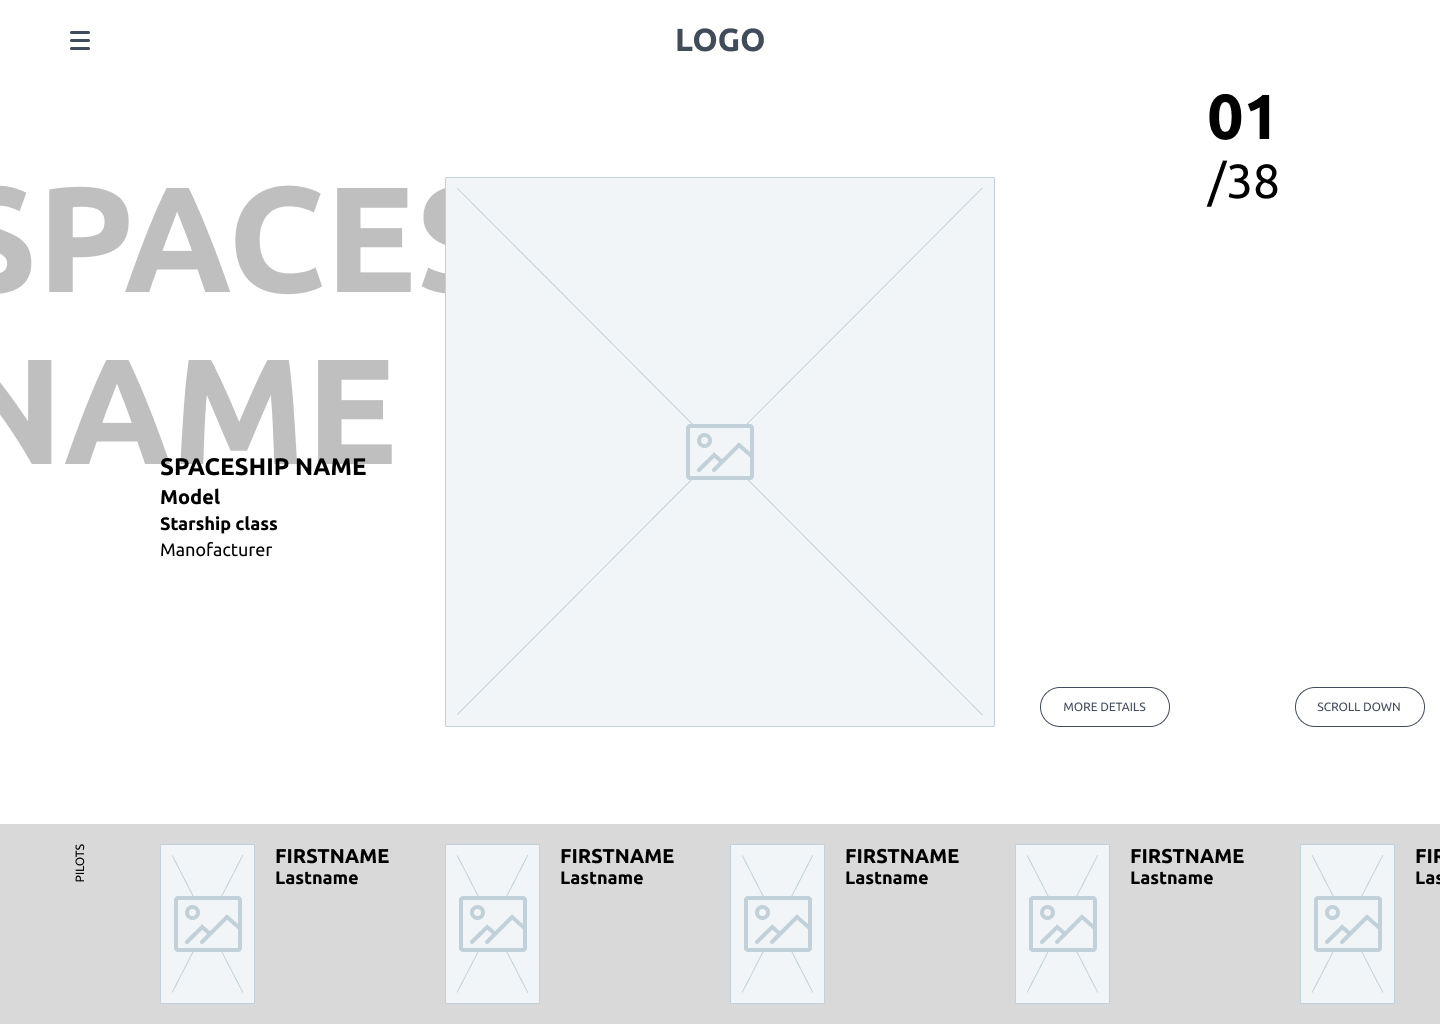 LOGO
01
/38
SPACES
NAME
SPACESHIP NAME
Model
Starship class
Manofacturer
MORE DETAILS
SCROLL DOWN
PILOTS
FIRSTNAME
Lastname
FIRSTNAME
Lastname
FIRSTNAME
Lastname
FIRSTNAME
Lastname
FIR
Las